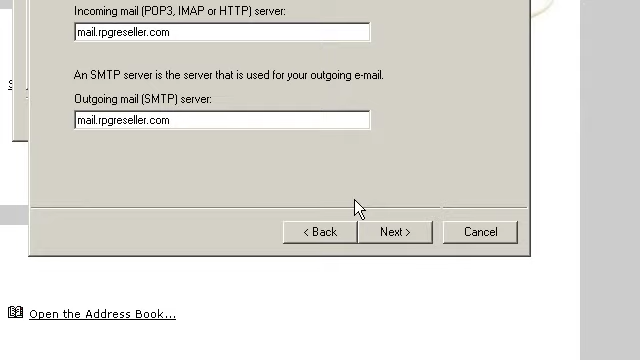 Incoming mail (POP3, IMAP or HTTP) server:
mail.rpgreseller.com
An SMTP server is the server that is used for your outgoing e-mail.
Outgoing mail (SMTP) server:
mail.rpgreseller.com
< Back
Next >
Cancel
Open the Address Book...